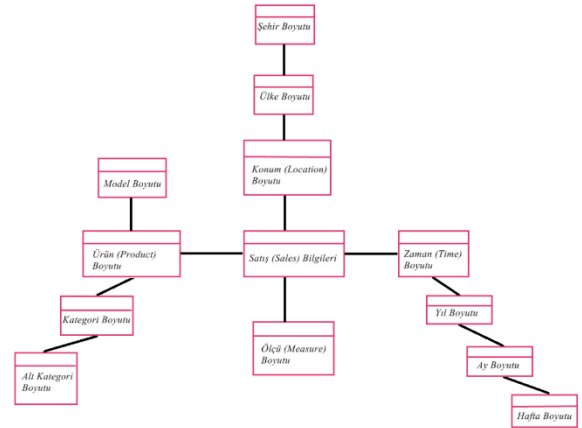 Şehir Boyutu
Ülke Boyutu
Konum (Location)
Boyutu
Model Boyutu
Ürün (Product)
Boyutu
Satış (Sales) Bilgileri
Zaman (Time)
Boyutu
Kategori Boyutu
Yıl Boyutu
Ölçü (Measure)
Boyutu
Alt Kategori
Boyutu
Ay Boyutu
Hafta Boyutu